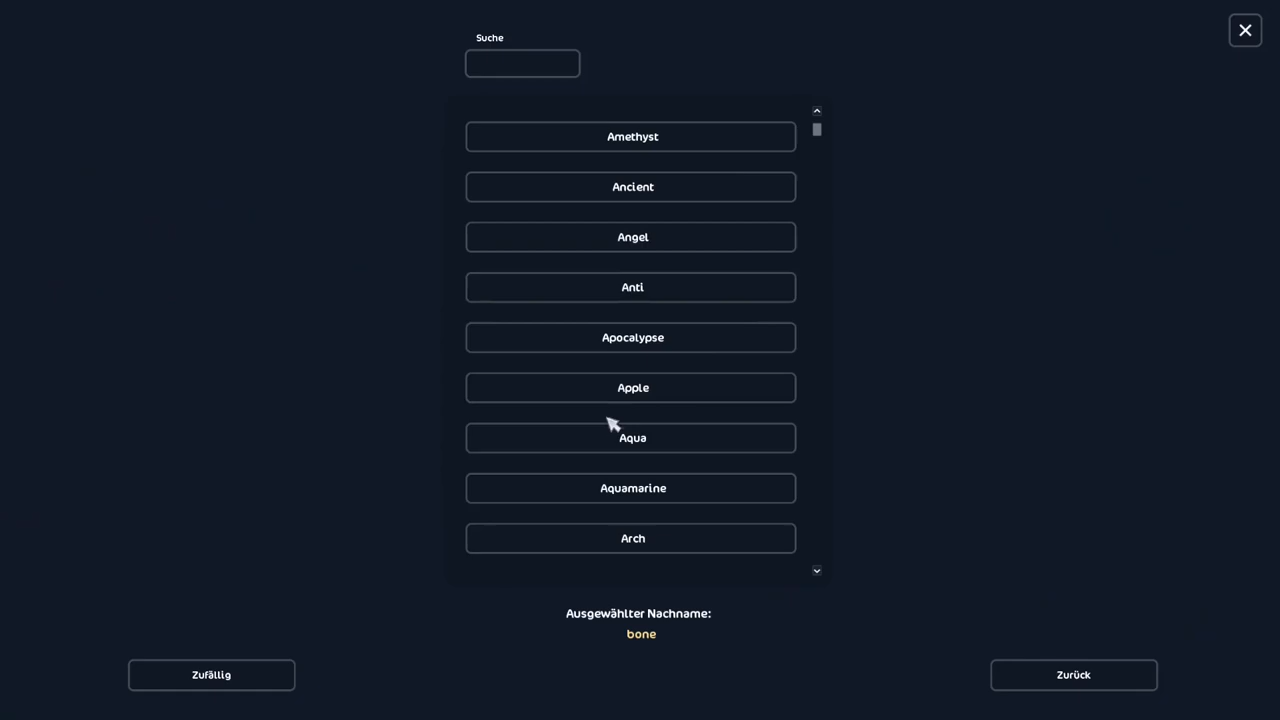 Suche
Amethyst
Ancient
Angel
Anti
Apocalypse
Apple
Aqua
Aquamarine
Arch
Ausgewählter Nachname:
bone
Zufällig
Zurück